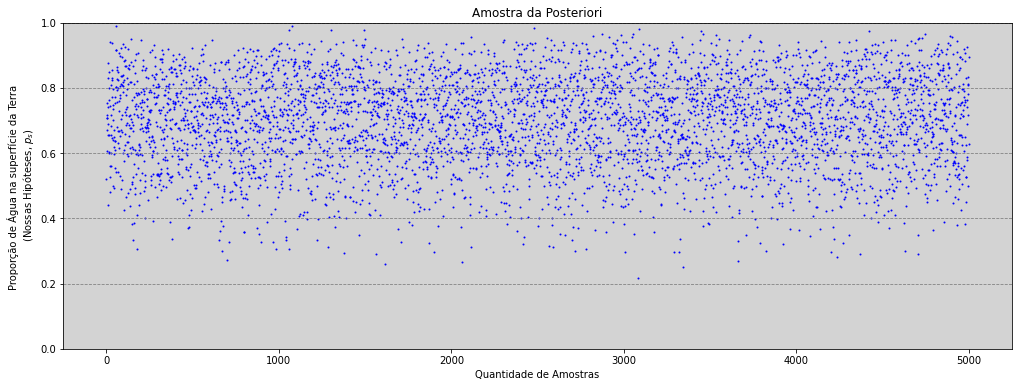 Amostra da Posteriori
Proporção de Água na superfície da Terra
(Nossas Hipóteses, pₛ)
1.0
0.8
0.6
0.4
0.2
0.0
0 1000 2000 3000 4000 5000
Quantidade de Amostras